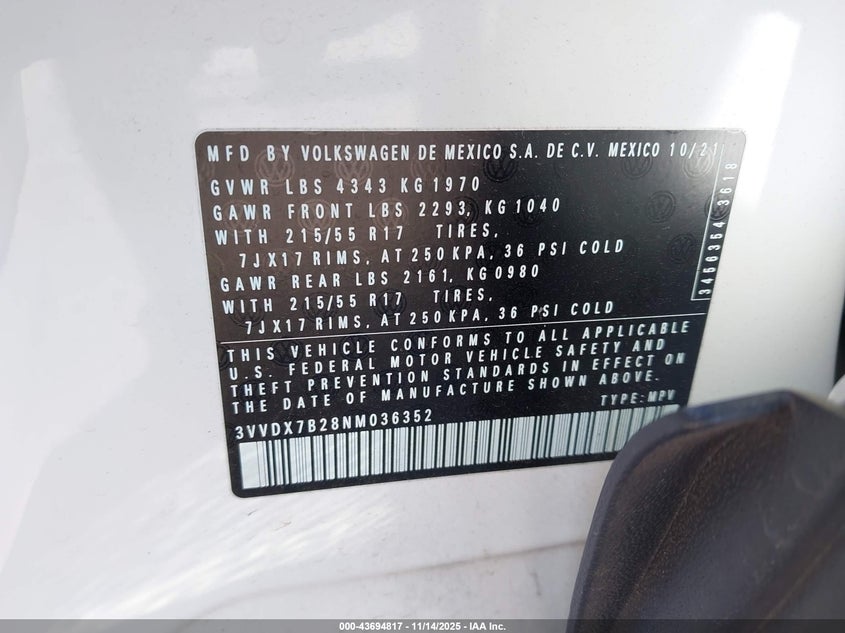 MFD BY VOLKSWAGEN DE MEXICO S.A. DE C.V. MEXICO 10/21
GVWR LBS 4343 KG 1970
GAWR FRONT LBS 2293, KG 1040
WITH 215/55 R17 TIRES,
7JX17 RIMS, AT 250 KPA, 36 PSI COLD
GAWR REAR LBS 2161, KG 0980
WITH 215/55 R17 TIRES,
7JX17 RIMS, AT 250 KPA, 36 PSI COLD
THIS VEHICLE CONFORMS TO ALL APPLICABLE
U.S. FEDERAL MOTOR VEHICLE SAFETY AND
THEFT PREVENTION STANDARDS IN EFFECT ON
THE DATE OF MANUFACTURE SHOWN ABOVE.
TYPE: MPV
3VVDX7B28NM036352
3456364 3618
000-43694817 - 11/14/2025 - IAA Inc.